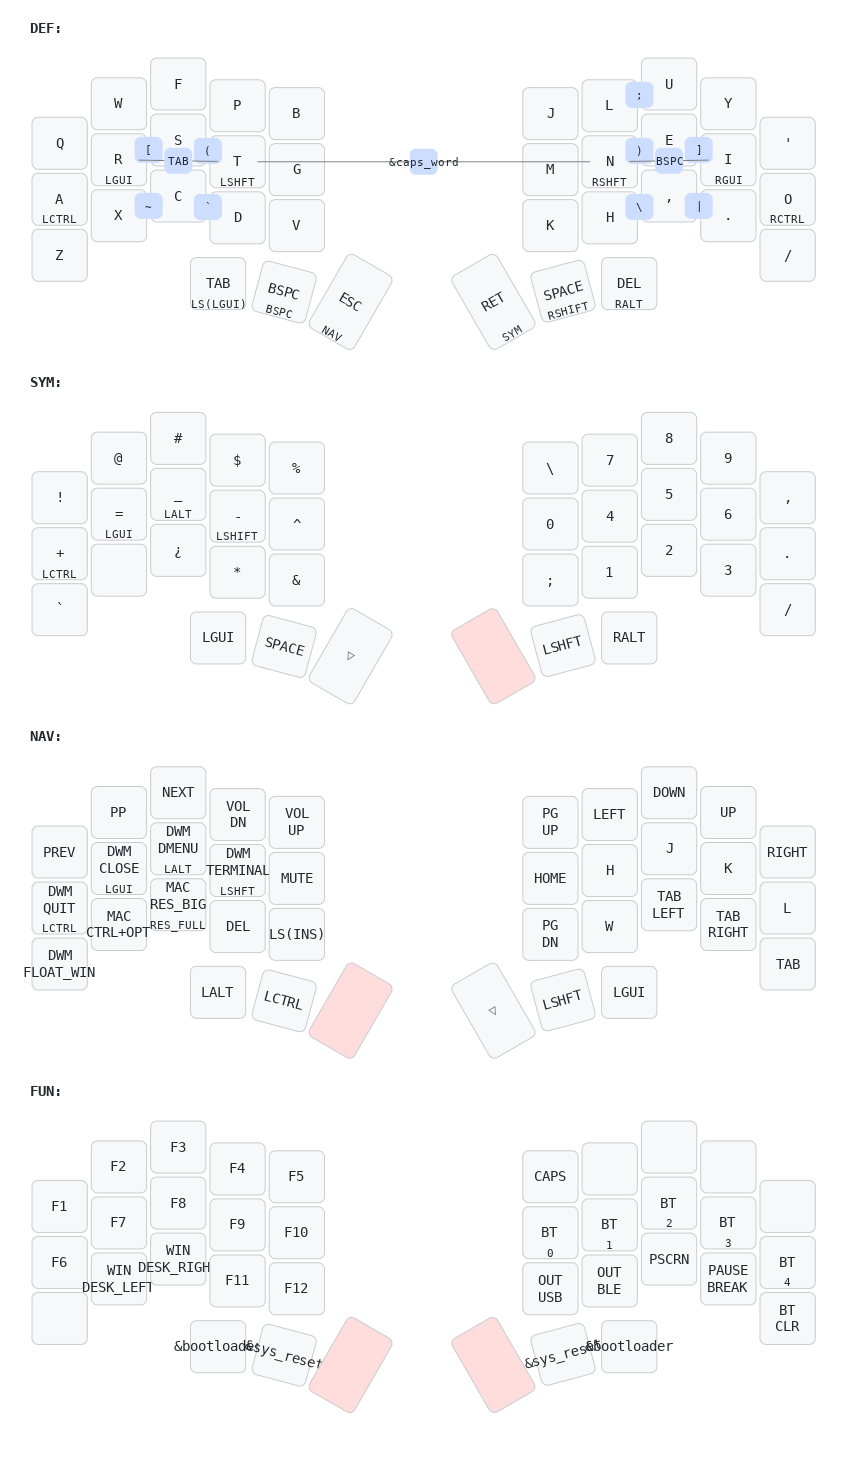 DEF:
Q W F P B J L ; U Y '
A LCTRL R LGUI [ S TAB ( T LSHFT G &caps_word M N RSHFT ) E BSPC ] I RGUI O RCTRL
Z X ~ C ` D V K H \ , | . /
TAB LS(LGUI) BSPC BSPC ESC NAV RET SYM SPACE RSHIFT DEL RALT
SYM:
! @ # $ % \ 7 8 9 ,
+ LCTRL = LGUI _ LALT - LSHIFT ^ 0 4 5 6 .
` ¿ * & ; 1 2 3 /
LGUI SPACE ▷ LSHFT RALT
NAV:
PREV PP NEXT VOL DN VOL UP PG UP LEFT DOWN UP RIGHT
DWM QUIT LCTRL DWM CLOSE LGUI DWM DMENU LALT DWM TERMINAL LSHFT MUTE HOME H J K L
DWM FLOAT_WIN MAC CTRL+OPT MAC RES_BIG RES_FULL DEL LS(INS) PG DN W TAB LEFT TAB RIGHT TAB
LALT LCTRL ◁ LSHFT LGUI
FUN:
F1 F2 F3 F4 F5 CAPS
F6 F7 F8 F9 F10 BT 0 BT 1 BT 2 BT 3 BT 4
WIN DESK_LEFT WIN DESK_RIGH F11 F12 OUT USB OUT BLE PSCRN PAUSE BREAK BT CLR
&bootloader &sys_reset &sys_reset &bootloader